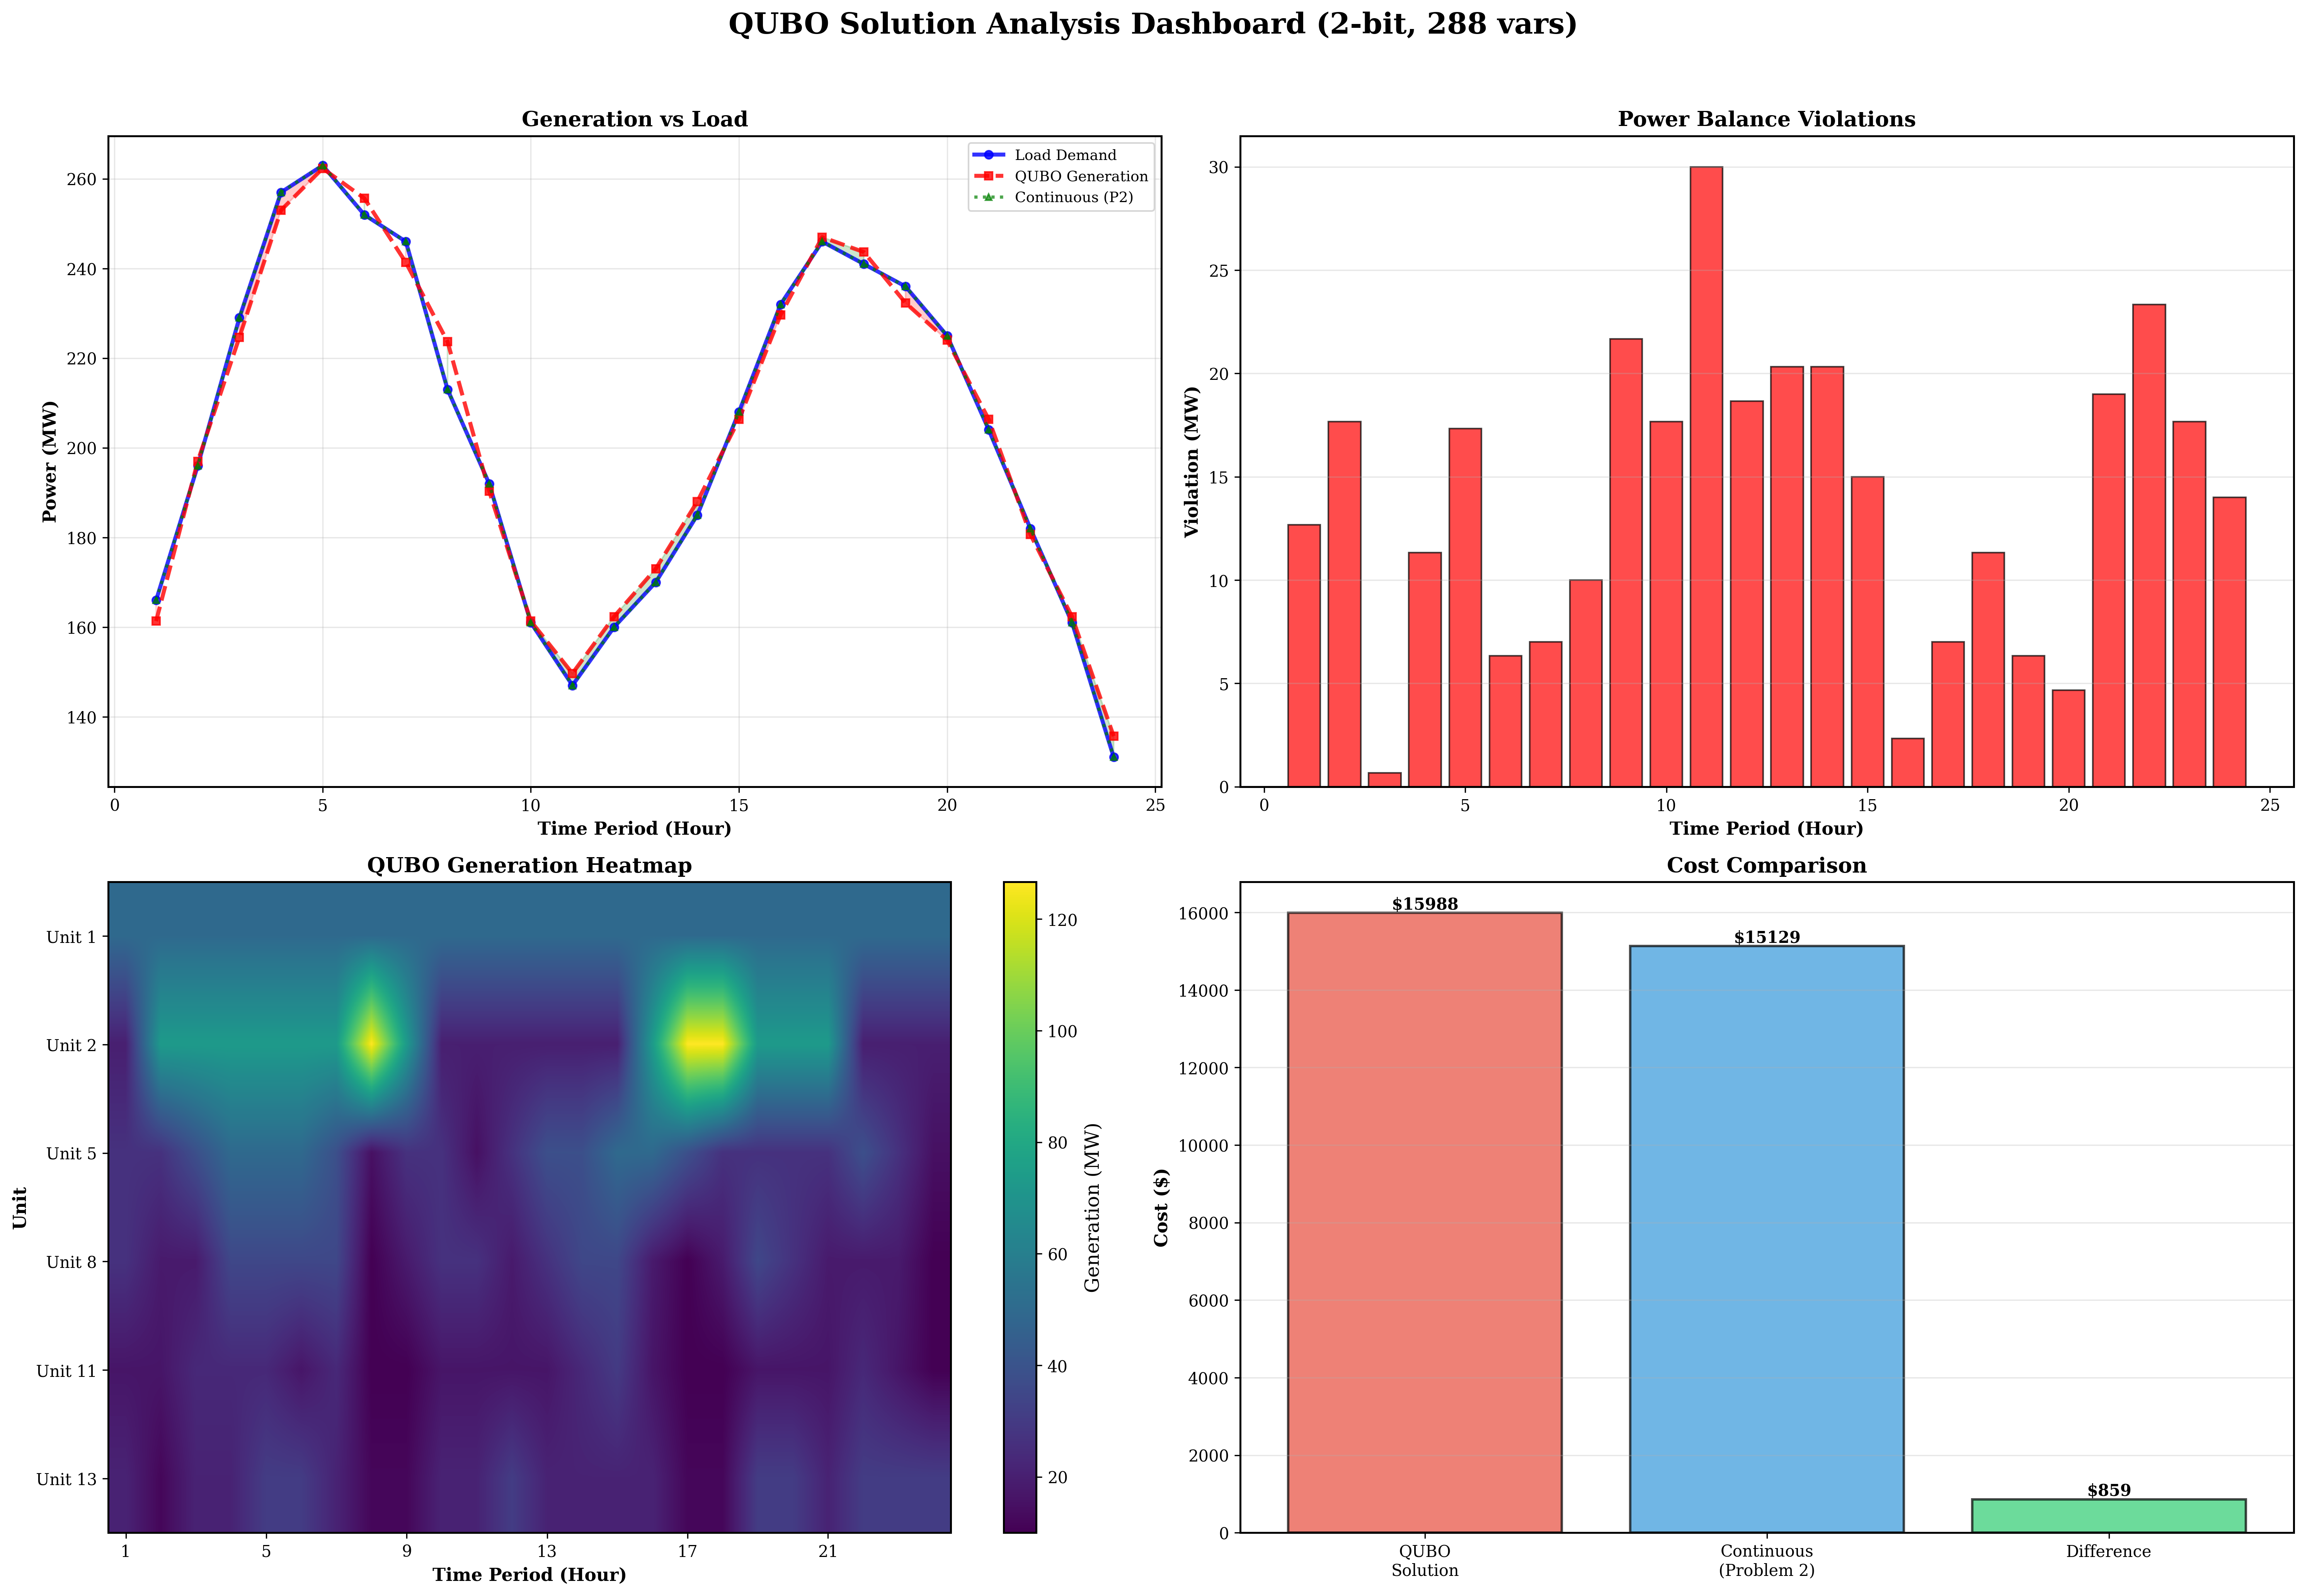 QUBO Solution Analysis Dashboard (2-bit, 288 vars)
Generation vs Load
Load Demand
QUBO Generation
Continuous (P2)
260
240
220
200
180
160
140
Power (MW)
0
5
10
15
20
25
Time Period (Hour)
Power Balance Violations
30
25
20
15
10
5
0
Violation (MW)
0
5
10
15
20
25
Time Period (Hour)
QUBO Generation Heatmap
Unit 1
Unit 2
Unit 5
Unit 8
Unit 11
Unit 13
Unit
1
5
9
13
17
21
Time Period (Hour)
120
100
80
60
40
20
Generation (MW)
Cost Comparison
16000
14000
12000
10000
8000
6000
4000
2000
0
Cost ($)
$15988
$15129
$859
QUBO
Solution
Continuous
(Problem 2)
Difference